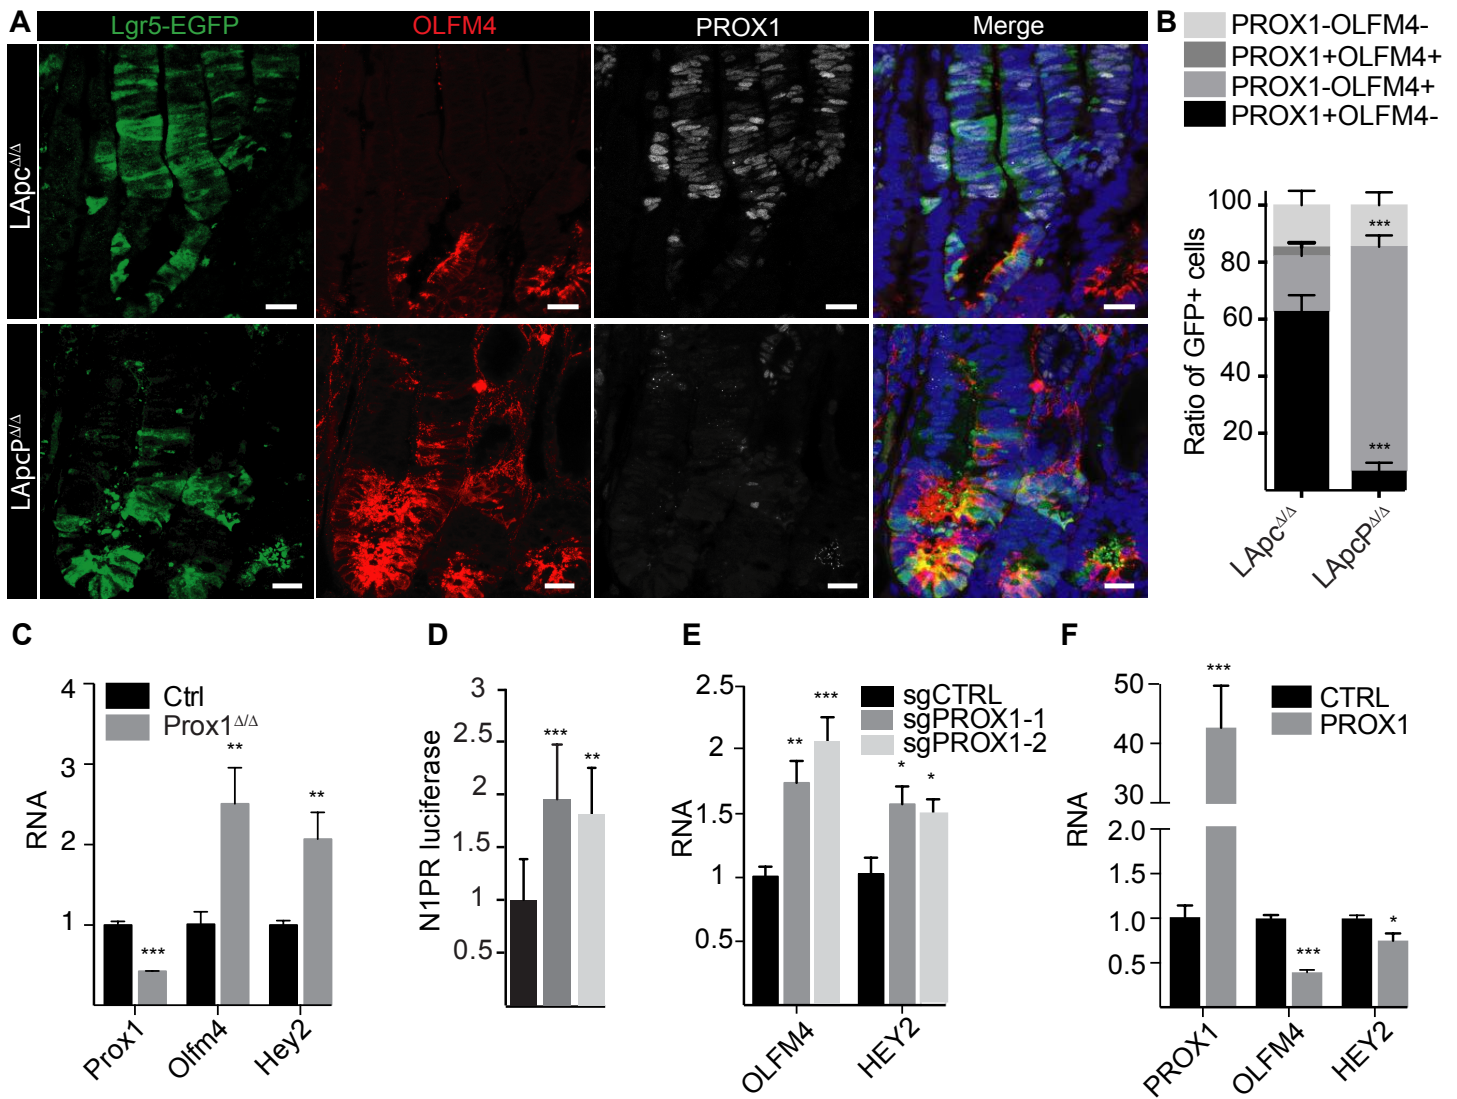 A
Lgr5-EGFP
OLFM4
PROX1
Merge
LApcΔ/Δ
LApcPΔ/Δ
B
PROX1-OLFM4-
PROX1+OLFM4+
PROX1-OLFM4+
PROX1+OLFM4-
Ratio of GFP+ cells
100
80
60
40
20
***
***
LApcΔ/Δ
LApcPΔ/Δ
C
Ctrl
Prox1Δ/Δ
RNA
4
3
2
1
***
**
**
Prox1
Olfm4
Hey2
D
N1PR luciferase
3
2.5
2
1.5
1
0.5
***
**
E
sgCTRL
sgPROX1-1
sgPROX1-2
RNA
2.5
2
1.5
1
0.5
**
***
*
*
OLFM4
HEY2
F
CTRL
PROX1
RNA
50
40
30
2.0
1.5
1.0
0.5
***
***
*
PROX1
OLFM4
HEY2